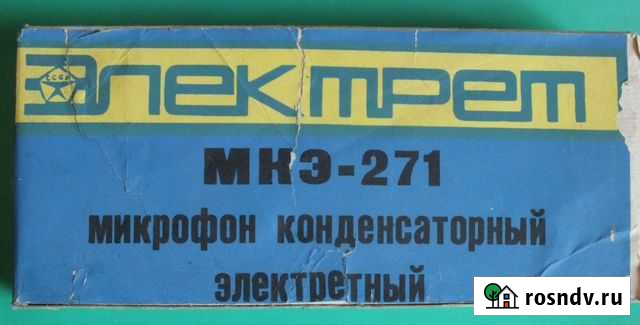 Электрет
МКЭ-271
микрофон конденсаторный
электретный
rosndv.ru